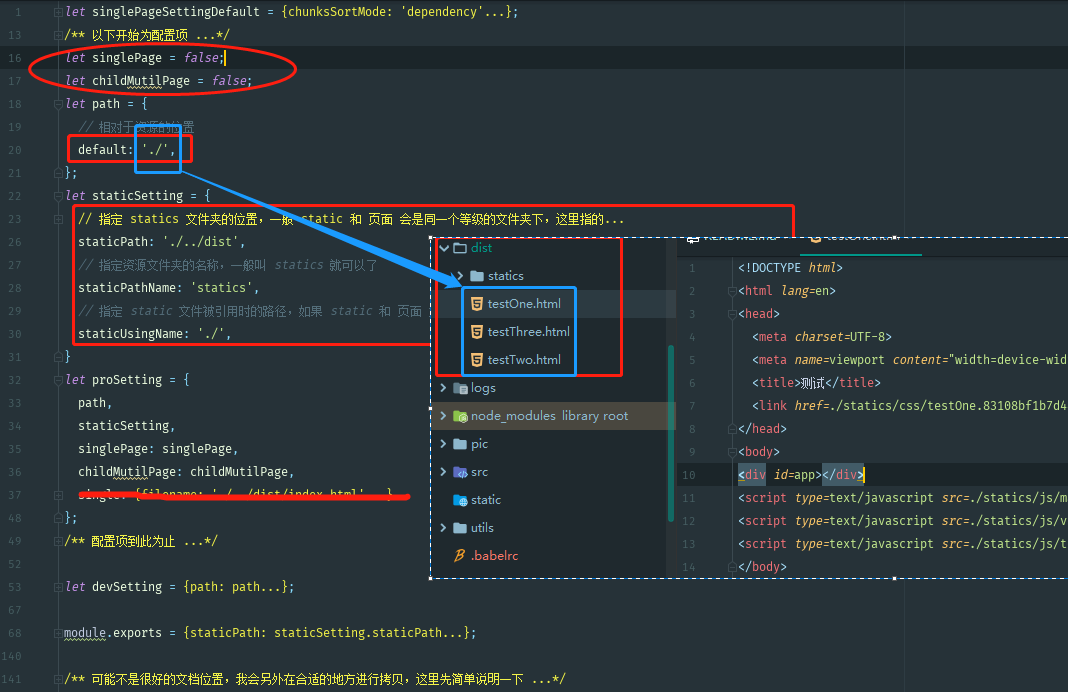 1 let singlePageSettingDefault = {chunksSortMode: 'dependency'...};
13 /** 以下开始为配置项 ...*/
16 let singlePage = false;
17 let childMutilPage = false;
18 let path = {
19 // 相对于资源的位置
20 default: './',
21 };
22 let staticSetting = {
23 // 指定 statics 文件夹的位置，一般 static 和 页面 会是同一个等级的文件夹下，这里指的...
26 staticPath: './../dist',
27 // 指定资源文件夹的名称，一般叫 statics 就可以了
28 staticPathName: 'statics',
29 // 指定 static 文件被引用时的路径，如果 static 和 页面
30 staticUsingName: './',
31 }
32 let proSetting = {
33 path,
34 staticSetting,
35 singlePage: singlePage,
36 childMutilPage: childMutilPage,
37
48 };
49 /** 配置项到此为止 ...*/
52
53 let devSetting = {path: path...};
67
68 module.exports = {staticPath: staticSetting.staticPath...};
140
141 /** 可能不是很好的文档位置，我会另外在合适的地方进行拷贝，这里先简单说明一下 ...*/
dist
statics
testOne.html
testThree.html
testTwo.html
logs
node_modules library root
pic
src
static
utils
.babelrc
1 <!DOCTYPE html>
2 <html lang=en>
3 <head>
4 <meta charset=UTF-8>
5 <meta name=viewport content="width=device-wid
6 <title>测试</title>
7 <link href=./statics/css/testOne.83108bf1b7d4
8 </head>
9 <body>
10 <div id=app></div>
11 <script type=text/javascript src=./statics/js/m
12 <script type=text/javascript src=./statics/js/v
13 <script type=text/javascript src=./statics/js/t
14 </body>